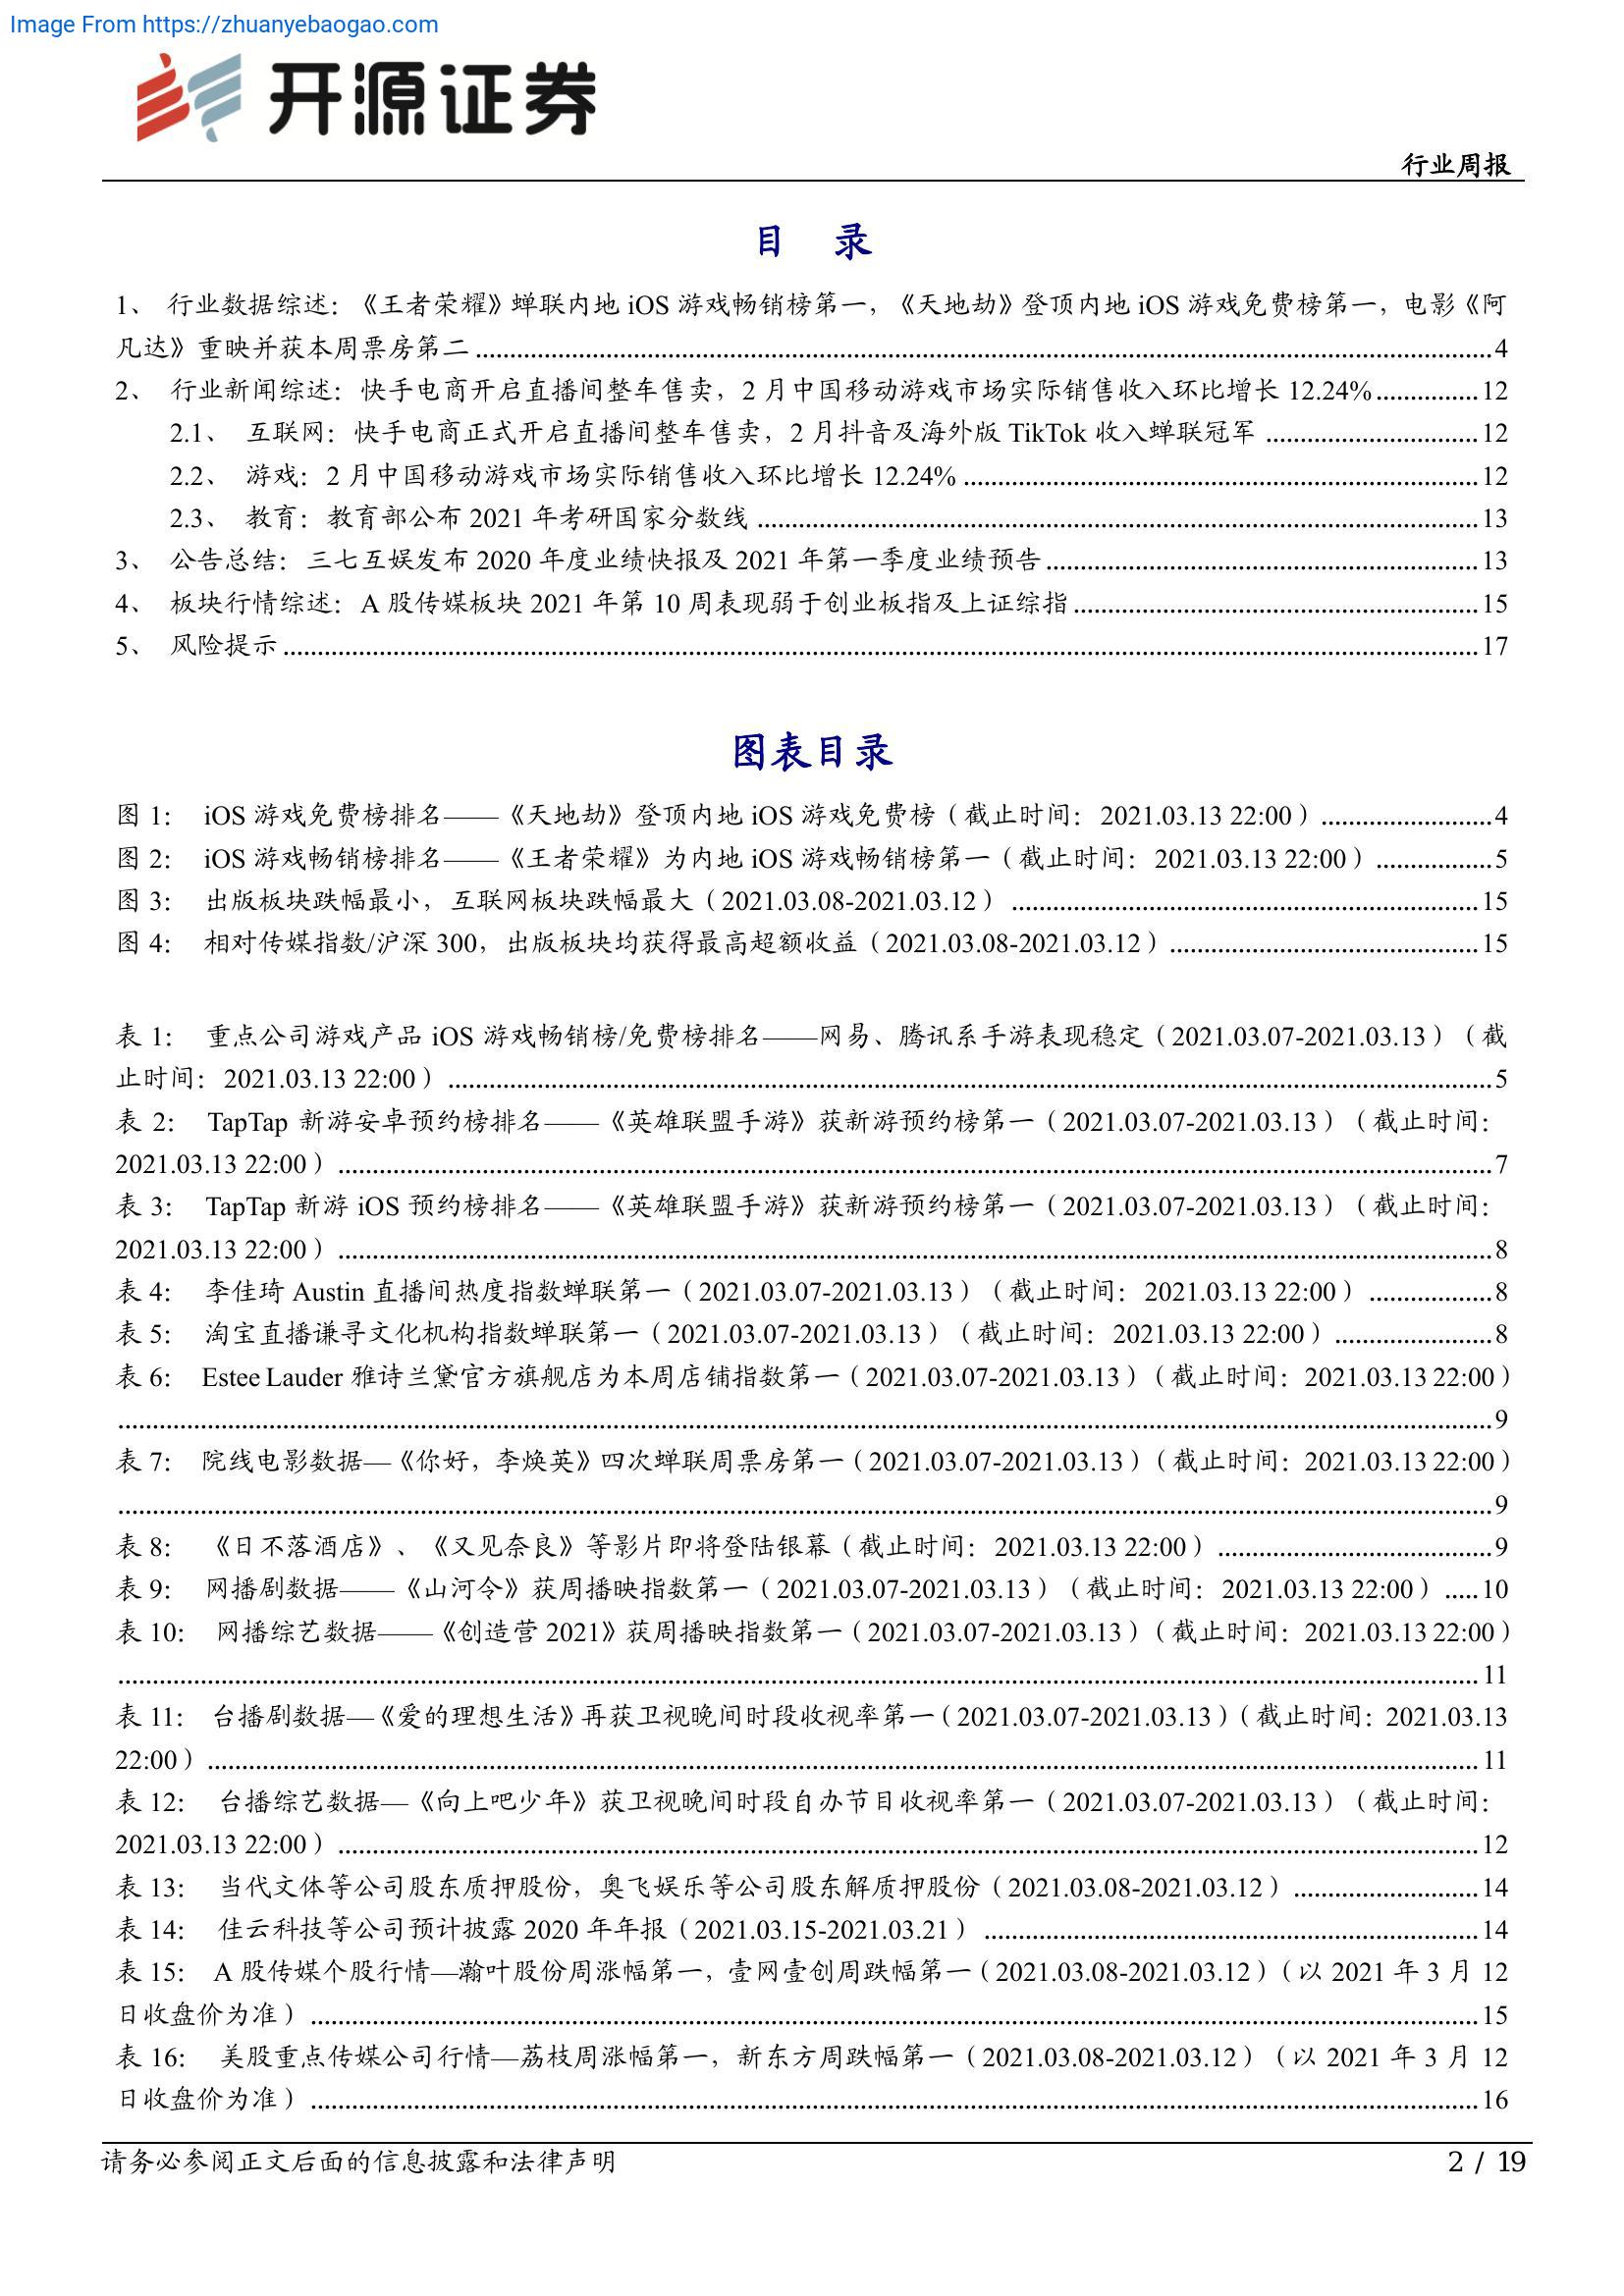 Image From https://zhuanyebaogao.com
开源证券
行业周报
目 录
1、 行业数据综述：《王者荣耀》蝉联内地 iOS 游戏畅销榜第一，《天地劫》登顶内地 iOS 游戏免费榜第一，电影《阿
凡达》重映并获本周票房第二 ........ 4
2、 行业新闻综述：快手电商开启直播间整车售卖，2 月中国移动游戏市场实际销售收入环比增长 12.24% ........ 12
2.1、 互联网：快手电商正式开启直播间整车售卖，2 月抖音及海外版 TikTok 收入蝉联冠军 ........ 12
2.2、 游戏：2 月中国移动游戏市场实际销售收入环比增长 12.24% ........ 12
2.3、 教育：教育部公布 2021 年考研国家分数线 ........ 13
3、 公告总结：三七互娱发布 2020 年度业绩快报及 2021 年第一季度业绩预告 ........ 13
4、 板块行情综述：A 股传媒板块 2021 年第 10 周表现弱于创业板指及上证综指 ........ 15
5、 风险提示 ........ 17
图表目录
图 1： iOS 游戏免费榜排名——《天地劫》登顶内地 iOS 游戏免费榜（截止时间：2021.03.13 22:00） ........ 4
图 2： iOS 游戏畅销榜排名——《王者荣耀》为内地 iOS 游戏畅销榜第一（截止时间：2021.03.13 22:00） ........ 5
图 3： 出版板块跌幅最小，互联网板块跌幅最大（2021.03.08-2021.03.12） ........ 15
图 4： 相对传媒指数/沪深 300，出版板块均获得最高超额收益（2021.03.08-2021.03.12） ........ 15
表 1： 重点公司游戏产品 iOS 游戏畅销榜/免费榜排名——网易、腾讯系手游表现稳定（2021.03.07-2021.03.13）（截
止时间：2021.03.13 22:00） ........ 5
表 2： TapTap 新游安卓预约榜排名——《英雄联盟手游》获新游预约榜第一（2021.03.07-2021.03.13）（截止时间：
2021.03.13 22:00） ........ 7
表 3： TapTap 新游 iOS 预约榜排名——《英雄联盟手游》获新游预约榜第一（2021.03.07-2021.03.13）（截止时间：
2021.03.13 22:00） ........ 8
表 4： 李佳琦 Austin 直播间热度指数蝉联第一（2021.03.07-2021.03.13）（截止时间：2021.03.13 22:00） ........ 8
表 5： 淘宝直播谦寻文化机构指数蝉联第一（2021.03.07-2021.03.13）（截止时间：2021.03.13 22:00） ........ 8
表 6： Estee Lauder 雅诗兰黛官方旗舰店为本周店铺指数第一（2021.03.07-2021.03.13）（截止时间：2021.03.13 22:00）
........ 9
表 7： 院线电影数据—《你好，李焕英》四次蝉联周票房第一（2021.03.07-2021.03.13）（截止时间：2021.03.13 22:00）
........ 9
表 8： 《日不落酒店》、《又见奈良》等影片即将登陆银幕（截止时间：2021.03.13 22:00） ........ 9
表 9： 网播剧数据——《山河令》获周播映指数第一（2021.03.07-2021.03.13）（截止时间：2021.03.13 22:00） ..... 10
表 10： 网播综艺数据——《创造营 2021》获周播映指数第一（2021.03.07-2021.03.13）（截止时间：2021.03.13 22:00）
........ 11
表 11： 台播剧数据—《爱的理想生活》再获卫视晚间时段收视率第一（2021.03.07-2021.03.13）（截止时间：2021.03.13
22:00） ........ 11
表 12： 台播综艺数据—《向上吧少年》获卫视晚间时段自办节目收视率第一（2021.03.07-2021.03.13）（截止时间：
2021.03.13 22:00） ........ 12
表 13： 当代文体等公司股东质押股份，奥飞娱乐等公司股东解质押股份（2021.03.08-2021.03.12） ........ 14
表 14： 佳云科技等公司预计披露 2020 年年报（2021.03.15-2021.03.21） ........ 14
表 15： A 股传媒个股行情—瀚叶股份周涨幅第一，壹网壹创周跌幅第一（2021.03.08-2021.03.12）（以 2021 年 3 月 12
日收盘价为准） ........ 15
表 16： 美股重点传媒公司行情—荔枝周涨幅第一，新东方周跌幅第一（2021.03.08-2021.03.12）（以 2021 年 3 月 12
日收盘价为准） ........ 16
请务必参阅正文后面的信息披露和法律声明
2 / 19